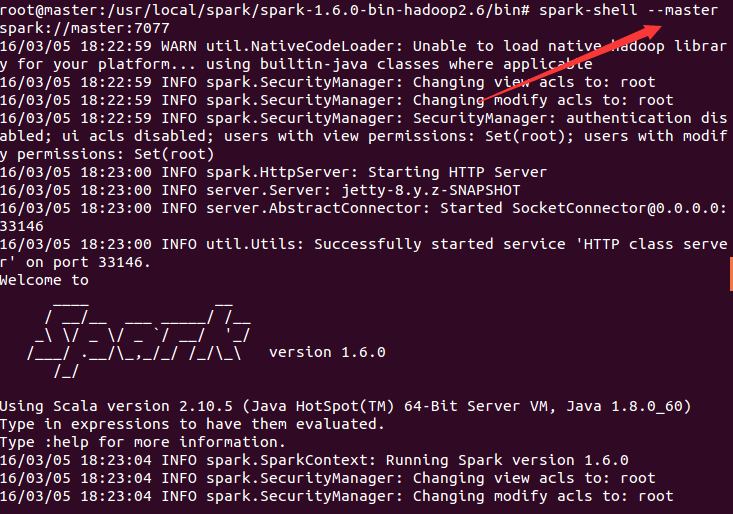 root@master:/usr/local/spark/spark-1.6.0-bin-hadoop2.6/bin# spark-shell --master
spark://master:7077
16/03/05 18:22:59 WARN util.NativeCodeLoader: Unable to load native-hadoop librar
y for your platform... using builtin-java classes where applicable
16/03/05 18:22:59 INFO spark.SecurityManager: Changing view acls to: root
16/03/05 18:22:59 INFO spark.SecurityManager: Changing modify acls to: root
16/03/05 18:22:59 INFO spark.SecurityManager: SecurityManager: authentication dis
abled; ui acls disabled; users with view permissions: Set(root); users with modif
y permissions: Set(root)
16/03/05 18:23:00 INFO spark.HttpServer: Starting HTTP Server
16/03/05 18:23:00 INFO server.Server: jetty-8.y.z-SNAPSHOT
16/03/05 18:23:00 INFO server.AbstractConnector: Started SocketConnector@0.0.0.0:
33146
16/03/05 18:23:00 INFO util.Utils: Successfully started service 'HTTP class serve
r' on port 33146.
Welcome to
      ____              __
     / __/__  ___ _____/ /__
    _\ \/ _ \/ _ `/ __/  '_/
   /___/ .__/\_,_/_/ /_/\_\   version 1.6.0
      /_/
Using Scala version 2.10.5 (Java HotSpot(TM) 64-Bit Server VM, Java 1.8.0_60)
Type in expressions to have them evaluated.
Type :help for more information.
16/03/05 18:23:04 INFO spark.SparkContext: Running Spark version 1.6.0
16/03/05 18:23:04 INFO spark.SecurityManager: Changing view acls to: root
16/03/05 18:23:04 INFO spark.SecurityManager: Changing modify acls to: root